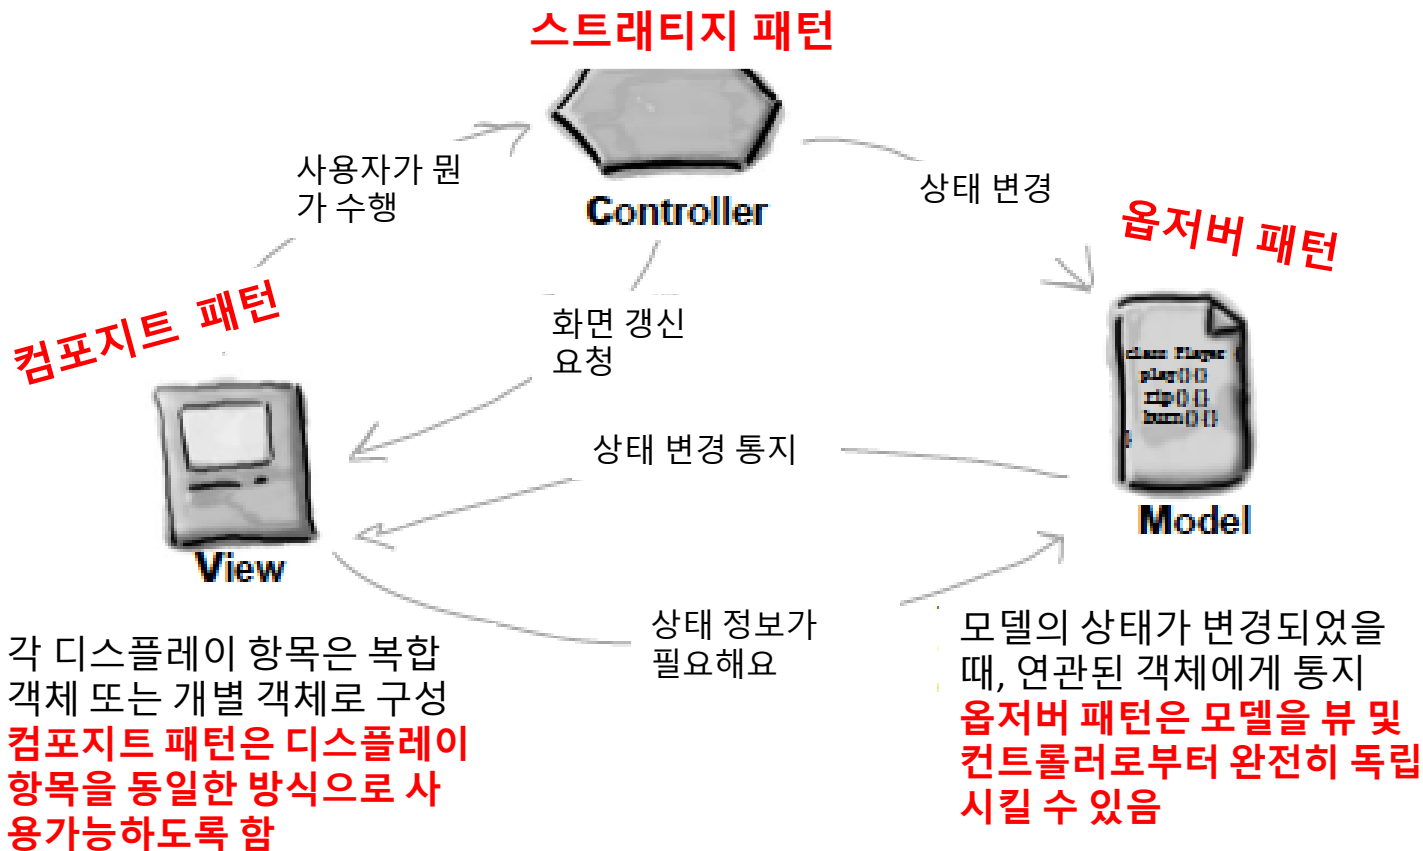 스트래티지 패턴
사용자가 뭔
가 수행
Controller
상태 변경
옵저버 패턴
컴포지트 패턴
화면 갱신
요청
class Player {
play(){}
rip(){}
burn(){}
}
상태 변경 통지
Model
View
상태 정보가
필요해요
각 디스플레이 항목은 복합
객체 또는 개별 객체로 구성
컴포지트 패턴은 디스플레이
항목을 동일한 방식으로 사
용가능하도록 함
모델의 상태가 변경되었을
때, 연관된 객체에게 통지
옵저버 패턴은 모델을 뷰 및
컨트롤러로부터 완전히 독립
시킬 수 있음